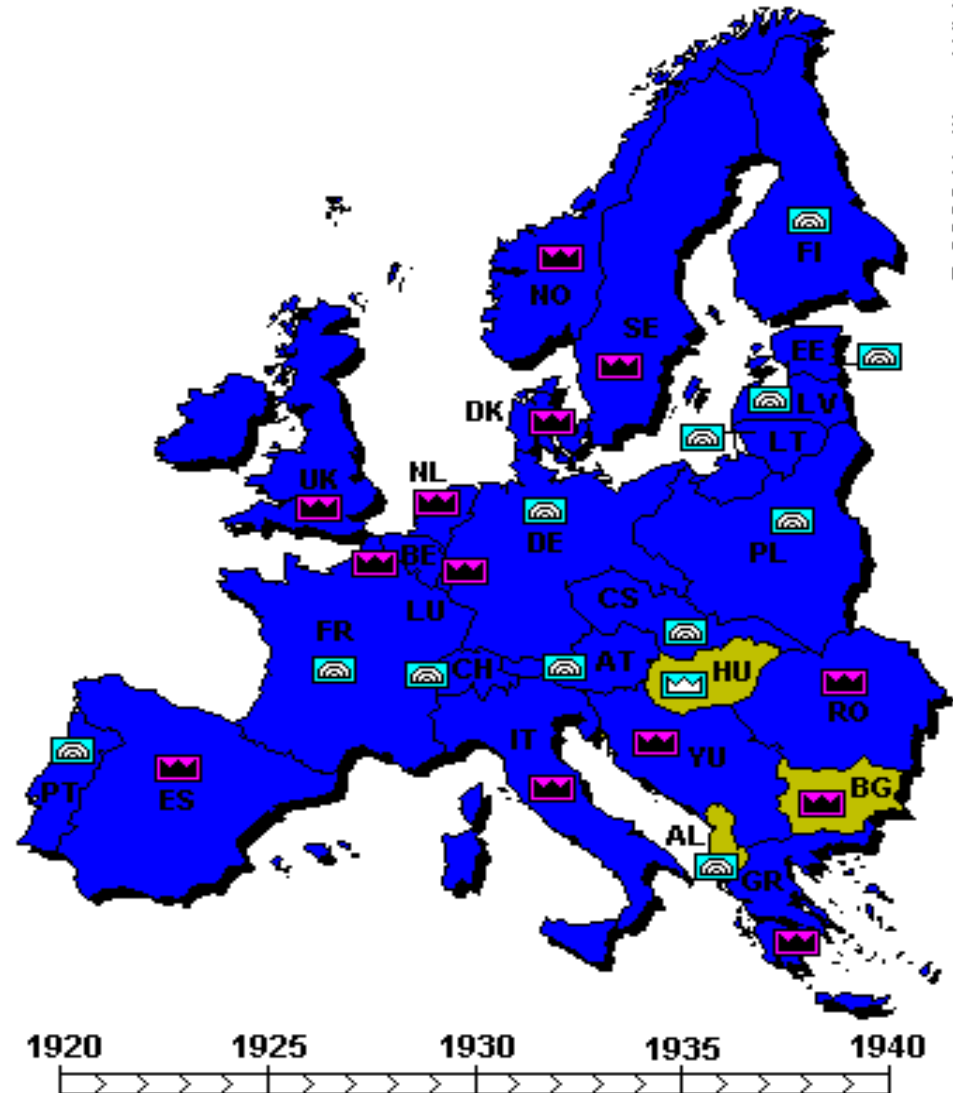 FI
NO
SE
EE
DK
LV
LT
NL
UK
DE
BE
PL
CS
LU
FR
AT
CH
HU
RO
IT
YU
PT
ES
BG
AL
GR
1920 1925 1930 1935 1940